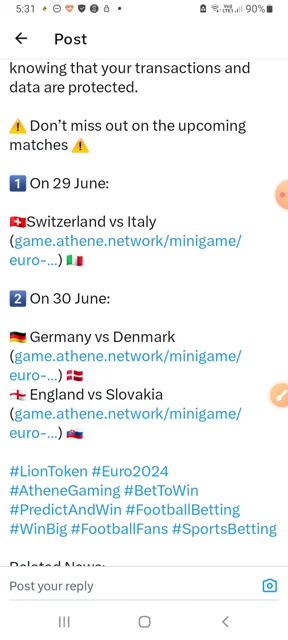 5:31
90%
Post
knowing that your transactions and
data are protected.
⚠️ Don't miss out on the upcoming
matches ⚠️
1️⃣ On 29 June:
🇨🇭Switzerland vs Italy
(game.athene.network/minigame/
euro-...) 🇮🇹
2️⃣ On 30 June:
🇩🇪 Germany vs Denmark
(game.athene.network/minigame/
euro-...) 🇩🇰
🏴󠁧󠁢󠁥󠁮󠁧󠁿 England vs Slovakia
(game.athene.network/minigame/
euro-...) 🇸🇰
#LionToken #Euro2024
#AtheneGaming #BetToWin
#PredictAndWin #FootballBetting
#WinBig #FootballFans #SportsBetting
Related News:
Post your reply